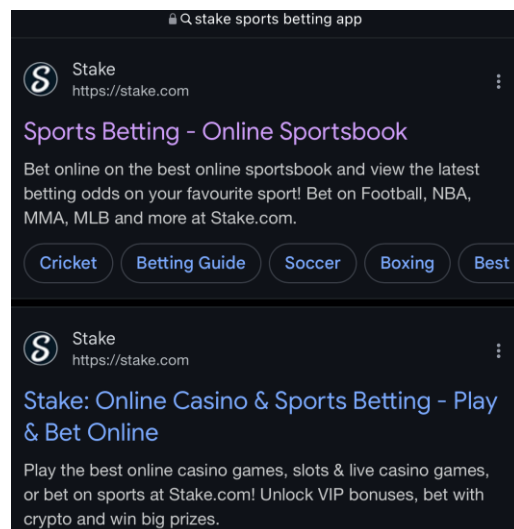 stake sports betting app
Stake
https://stake.com
Sports Betting - Online Sportsbook
Bet online on the best online sportsbook and view the latest
betting odds on your favourite sport! Bet on Football, NBA,
MMA, MLB and more at Stake.com.
Cricket Betting Guide Soccer Boxing Best
Stake
https://stake.com
Stake: Online Casino & Sports Betting - Play
& Bet Online
Play the best online casino games, slots & live casino games,
or bet on sports at Stake.com! Unlock VIP bonuses, bet with
crypto and win big prizes.